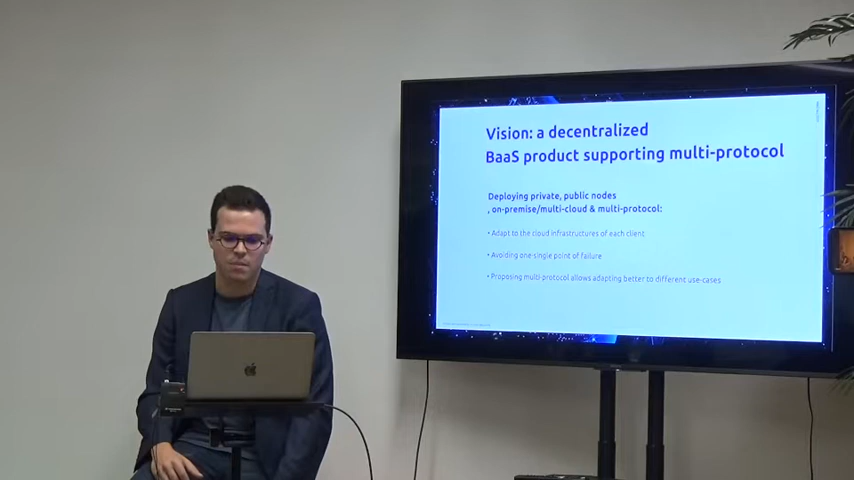 Vision: a decentralized
BaaS product supporting multi-protocol
Deploying private, public nodes
, on-premise/multi-cloud & multi-protocol:
• Adapt to the cloud infrastructures of each client
• Avoiding one-single point of failure
• Proposing multi-protocol allows adapting better to different use-cases